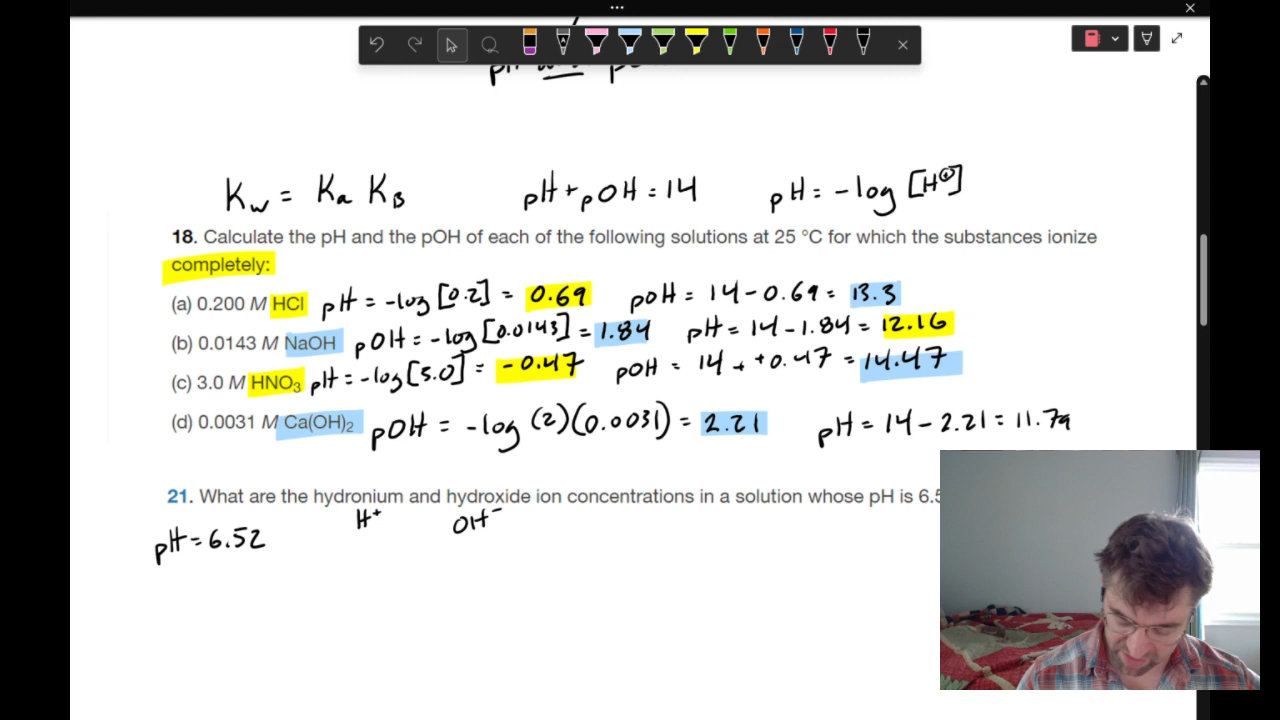 pH and
Kw = Ka KB pH + pOH = 14 pH = -log [H⊕]
18. Calculate the pH and the pOH of each of the following solutions at 25 °C for which the substances ionize
completely:
(a) 0.200 M HCl pH = -log [0.2] = 0.69 pOH = 14 - 0.69 = 13.3
(b) 0.0143 M NaOH pOH = -log [0.0143] = 1.84 pH = 14 - 1.84 = 12.16
(c) 3.0 M HNO3 pH = -log [3.0] = -0.47 pOH = 14 + +0.47 = 14.47
(d) 0.0031 M Ca(OH)2 pOH = -log (2)(0.0031) = 2.21 pH = 14 - 2.21 = 11.79
21. What are the hydronium and hydroxide ion concentrations in a solution whose pH is 6.5
H+ OH-
pH = 6.52